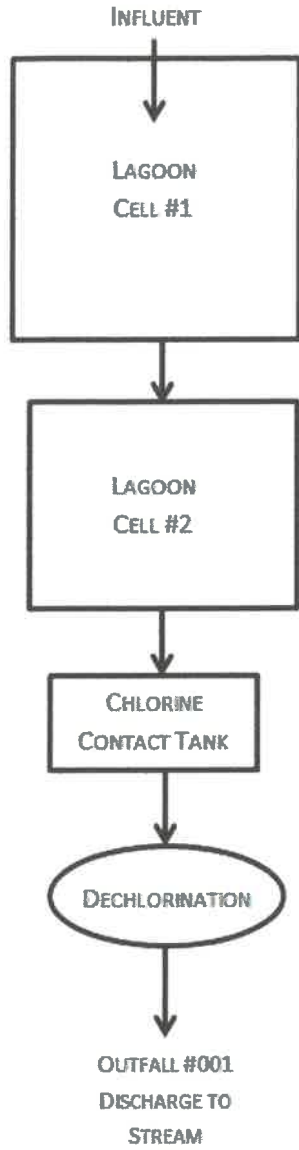 INFLUENT
LAGOON
CELL #1
LAGOON
CELL #2
CHLORINE
CONTACT TANK
DECHLORINATION
OUTFALL #001
DISCHARGE TO
STREAM